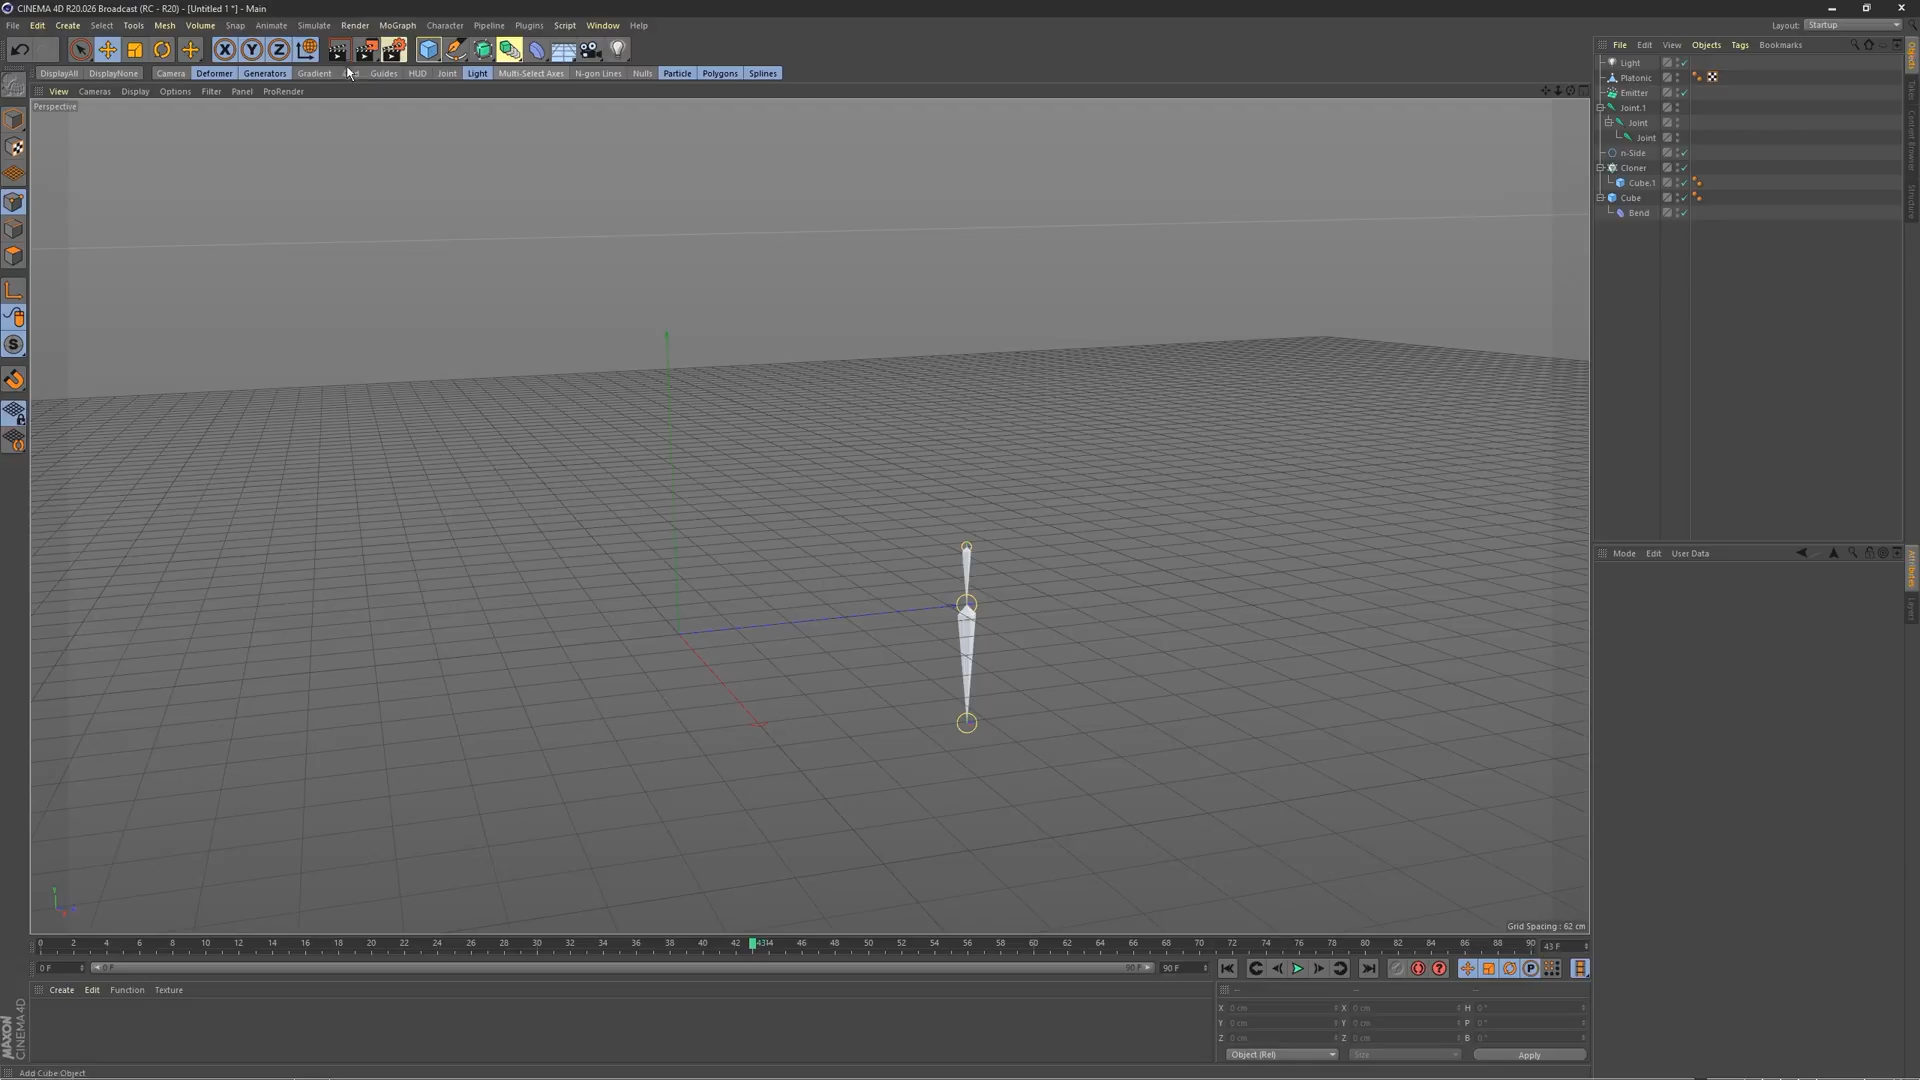 CINEMA 4D R20.026 Broadcast (RC - R20) - [Untitled 1 *] - Main
File Edit Create Select Tools Mesh Volume Snap Animate Simulate Render MoGraph Character Pipeline Plugins Script Window Help
Layout: Startup
File Edit View Objects Tags Bookmarks
DisplayAll DisplayNone Camera Deformer Generators Gradient Guides HUD Joint Light Multi-Select Axes N-gon Lines Nulls Particle Polygons Splines
View Cameras Display Options Filter Panel ProRender
Perspective
Light
Platonic
Emitter
Joint.1
Joint
Joint
n-Side
Cloner
Cube.1
Cube
Bend
Objects
Takes
Content Browser
Structure
Mode Edit User Data
Attributes
Layers
Y
Grid Spacing : 62 cm
0 2 4 6 8 10 12 14 16 18 20 22 24 26 28 30 32 34 36 38 40 42 4344 46 48 50 52 54 56 58 60 62 64 66 68 70 72 74 76 78 80 82 84 86 88 90 43 F
0 F 0 F 90 F 90 F
Create Edit Function Texture
-- -- --
X 0 cm X 0 cm H 0 °
Y 0 cm Y 0 cm P 0 °
Z 0 cm Z 0 cm B 0 °
Object (Rel) Size Apply
MAXON
CINEMA 4D
Add Cube Object